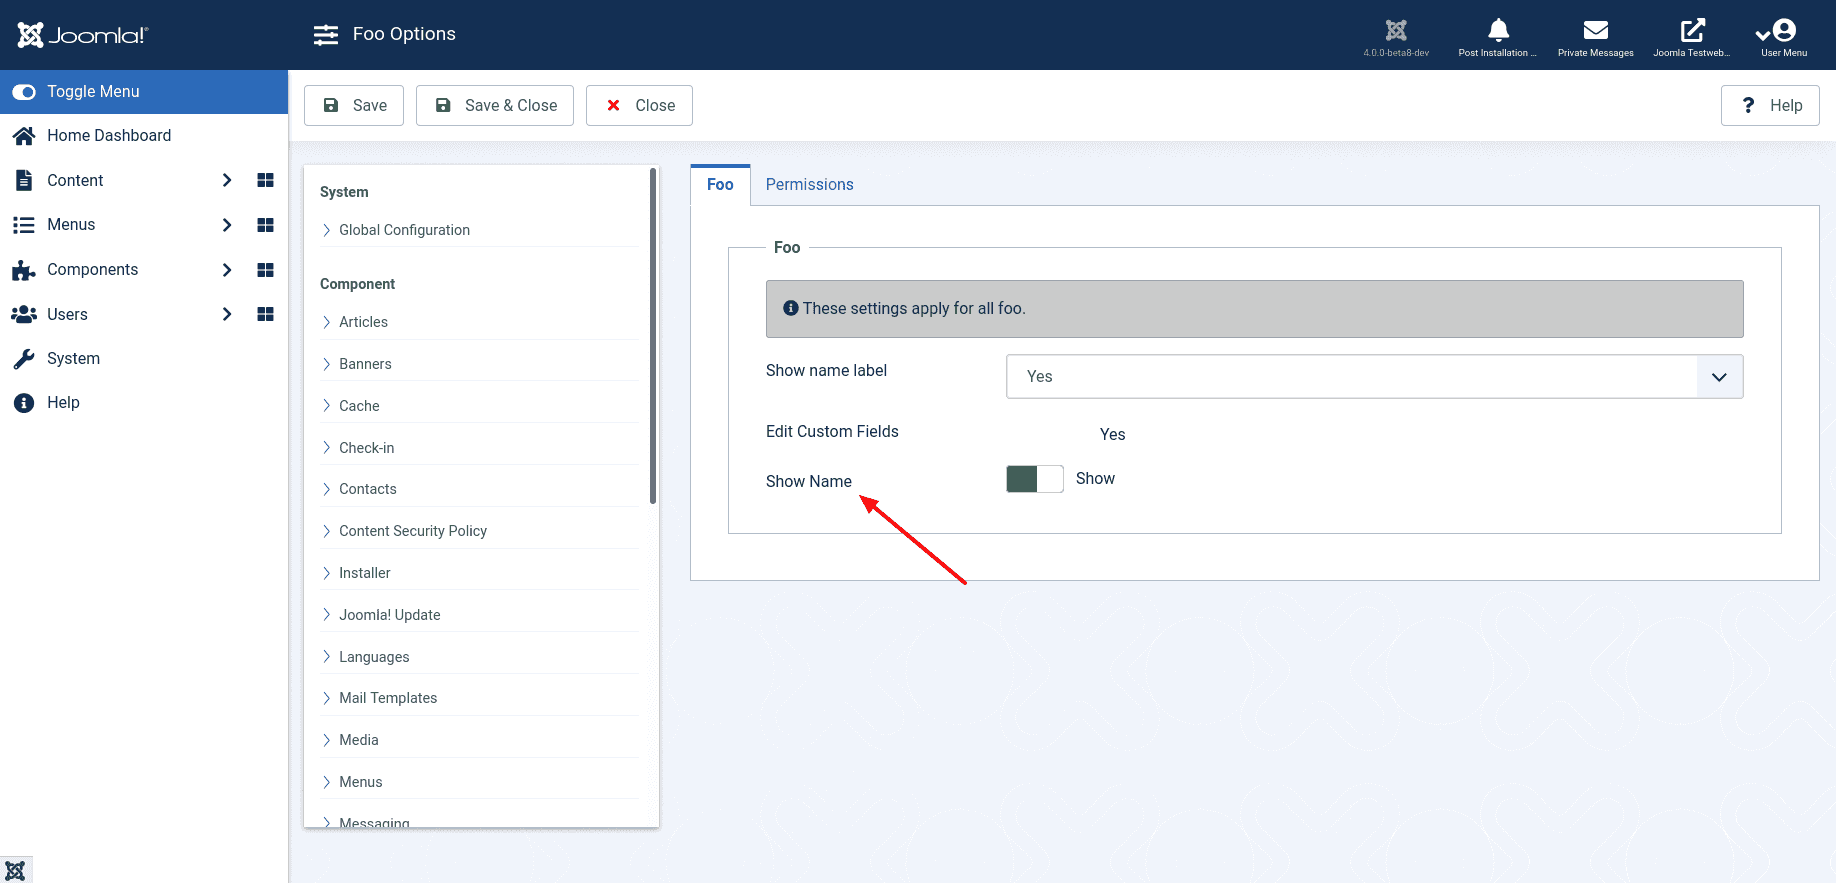 Joomla!
Foo Options
4.0.0-beta8-dev
Post Installation ...
Private Messages
Joomla Testweb...
User Menu
Toggle Menu
Home Dashboard
Content
Menus
Components
Users
System
Help
Save
Save & Close
Close
? Help
System
Global Configuration
Component
Articles
Banners
Cache
Check-in
Contacts
Content Security Policy
Installer
Joomla! Update
Languages
Mail Templates
Media
Menus
Messaging
Foo
Permissions
Foo
These settings apply for all foo.
Show name label
Yes
Edit Custom Fields
Yes
Show Name
Show